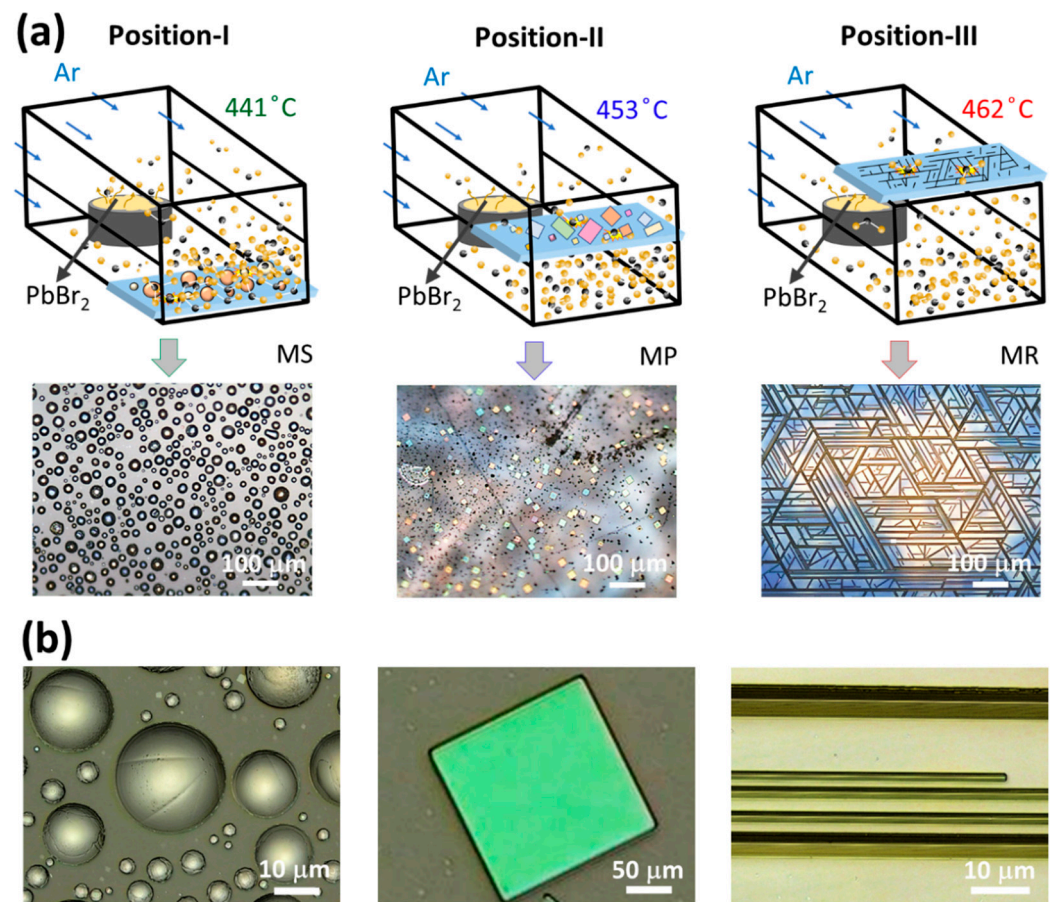 (a)
Position-I
Position-II
Position-III
Ar
441°C
Ar
453°C
Ar
462°C
PbBr₂
PbBr₂
PbBr₂
MS
MP
MR
100 μm
100 μm
100 μm
(b)
10 μm
50 μm
10 μm